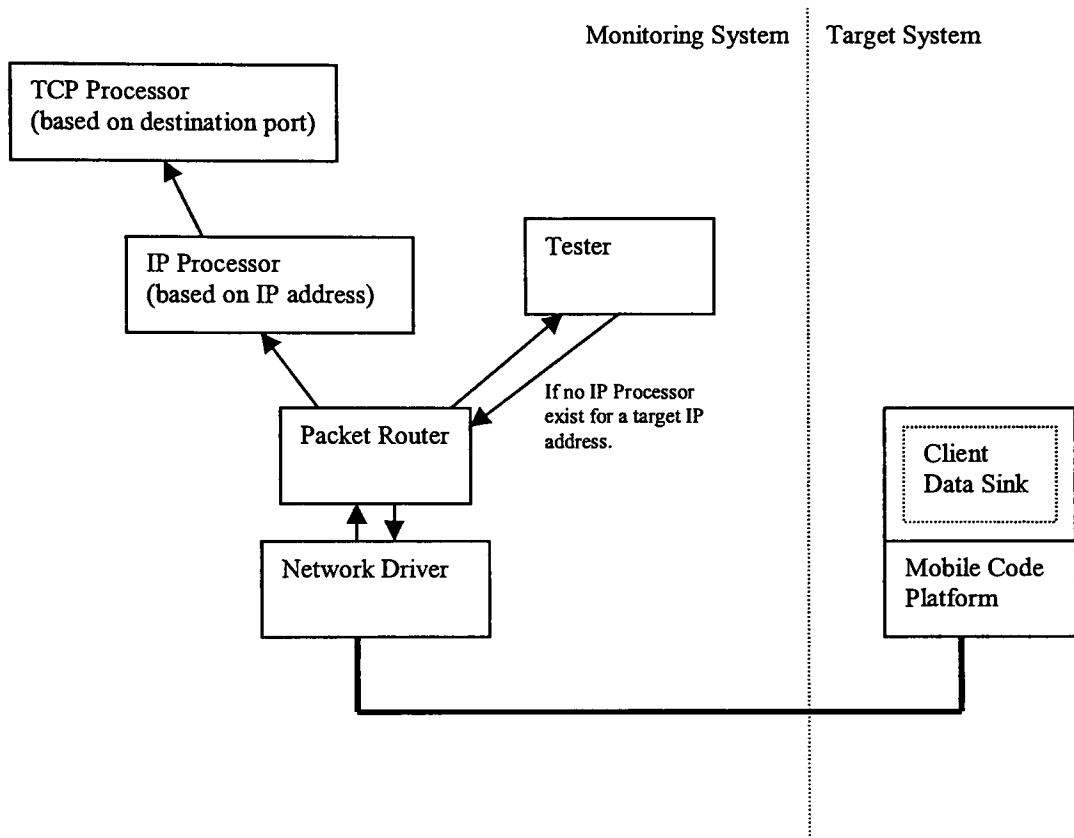 Monitoring System
Target System
TCP Processor
(based on destination port)
IP Processor
(based on IP address)
Tester
If no IP Processor
exist for a target IP
address.
Packet Router
Client
Data Sink
Network Driver
Mobile Code
Platform